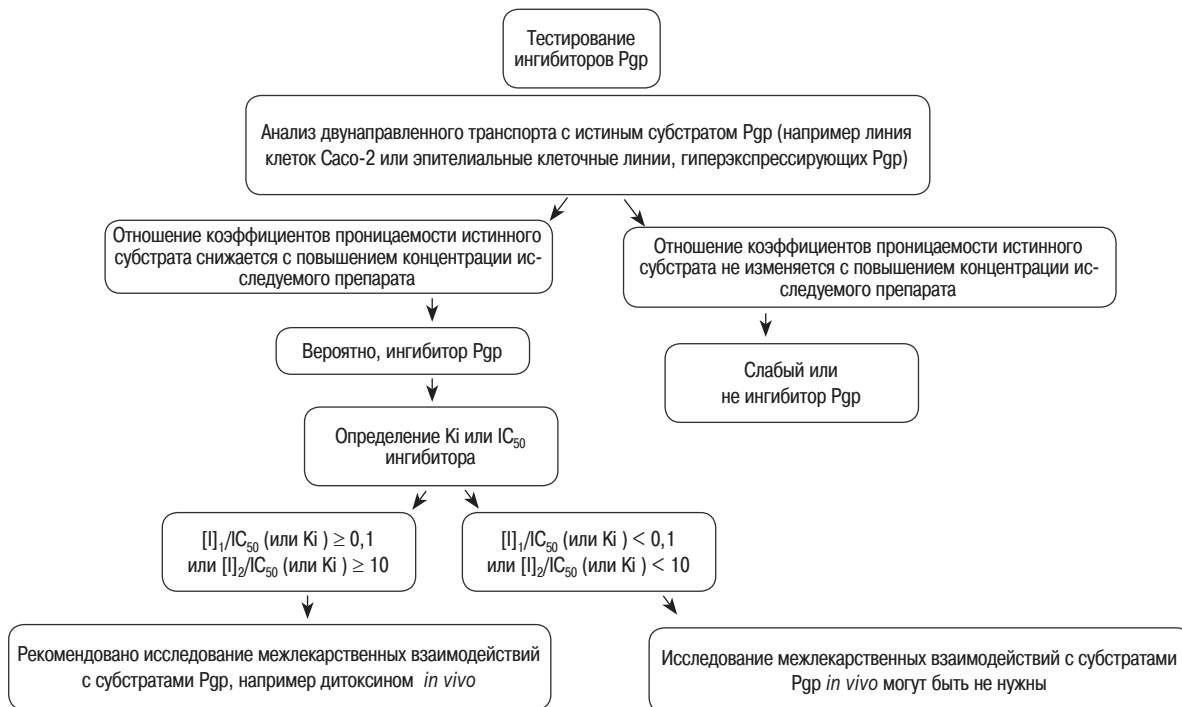 Тестирование
ингибиторов Pgp
Анализ двунаправленного транспорта с истиным субстратом Pgp (например линия
клеток Caco-2 или эпителиальные клеточные линии, гиперэкспрессирующих Pgp)
Отношение коэффициентов проницаемости истинного
субстрата снижается с повышением концентрации ис-
следуемого препарата
Отношение коэффициентов проницаемости истинного
субстрата не изменяется с повышением концентрации ис-
следуемого препарата
Вероятно, ингибитор Pgp
Слабый или
не ингибитор Pgp
Определение Ki или IC₅₀
ингибитора
[I]₁/IC₅₀ (или Ki ) ≥ 0,1
или [I]₂/IC₅₀ (или Ki ) ≥ 10
[I]₁/IC₅₀ (или Ki ) < 0,1
или [I]₂/IC₅₀ (или Ki ) < 10
Рекомендовано исследование межлекарственных взаимодействий
с субстратами Pgp, например дитоксином in vivo
Исследование межлекарственных взаимодействий с субстратами
Pgp in vivo могут быть не нужны